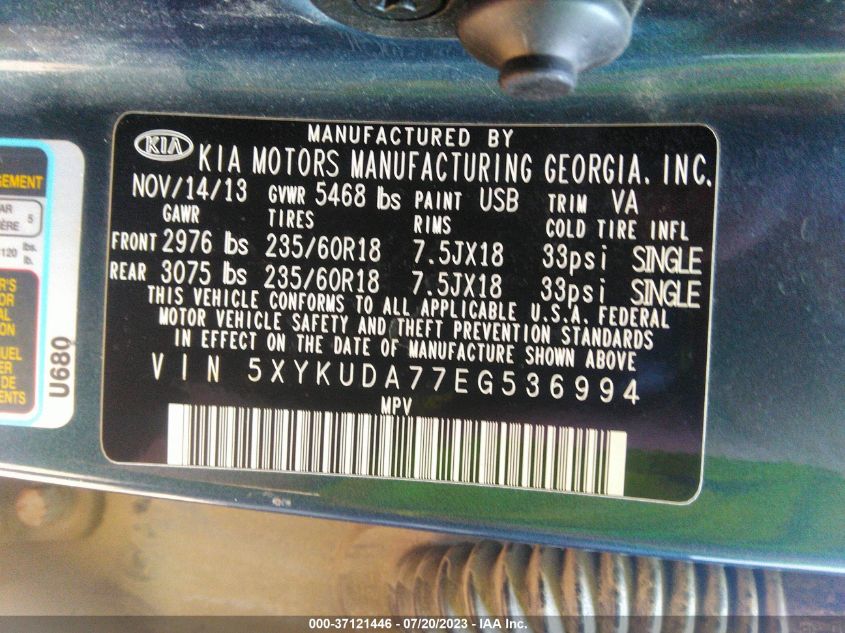 KIA
MANUFACTURED BY
KIA MOTORS MANUFACTURING GEORGIA, INC.
NOV/14/13 GVWR 5468 lbs PAINT USB TRIM VA
GAWR TIRES RIMS COLD TIRE INFL
FRONT 2976 lbs 235/60R18 7.5JX18 33psi SINGLE
REAR 3075 lbs 235/60R18 7.5JX18 33psi SINGLE
THIS VEHICLE CONFORMS TO ALL APPLICABLE U.S.A. FEDERAL
MOTOR VEHICLE SAFETY AND THEFT PREVENTION STANDARDS
IN EFFECT ON THE DATE OF MANUFACTURE SHOWN ABOVE
VIN 5XYKUDA77EG536994
MPV
5
lbs.
lb.
U680
000-37121446 - 07/20/2023 - IAA Inc.